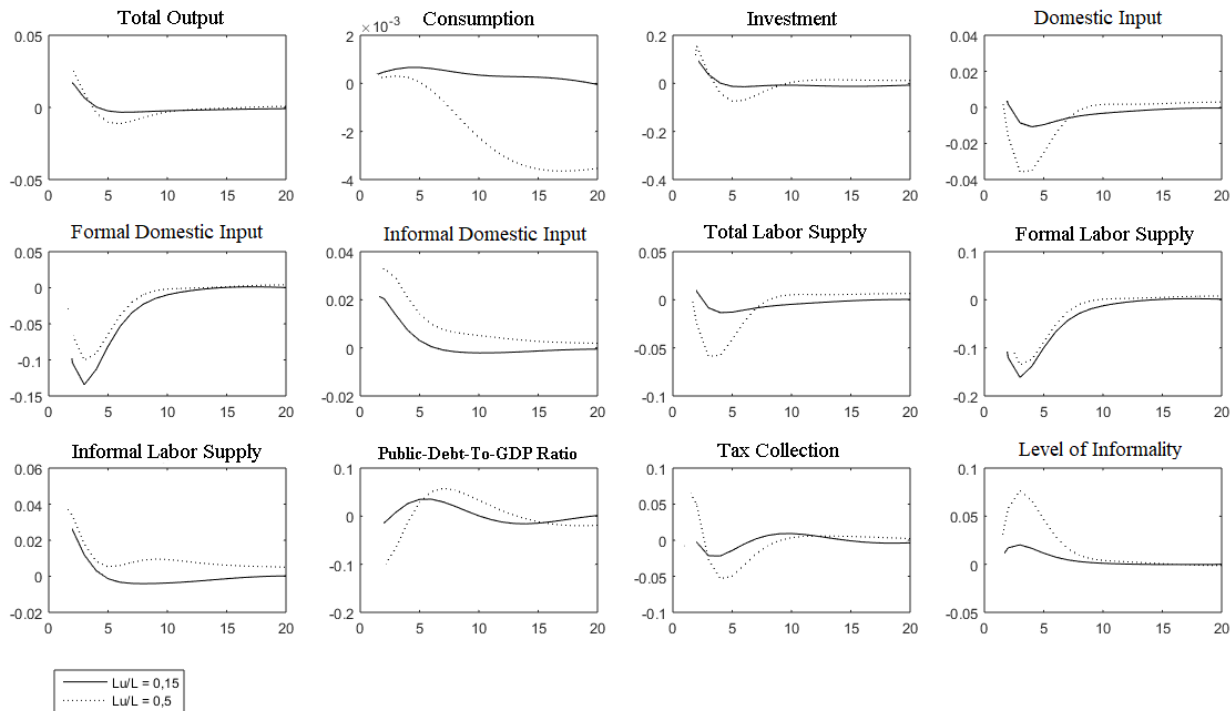 Total Output
0.05
0
-0.05
0 5 10 15 20
Consumption
× 10⁻³
2
0
-2
-4
0 5 10 15 20
Investment
0.2
0
-0.2
-0.4
0 5 10 15 20
Domestic Input
0.04
0.02
0
-0.02
-0.04
0 5 10 15 20
Formal Domestic Input
0.05
0
-0.05
-0.1
-0.15
0 5 10 15 20
Informal Domestic Input
0.04
0.02
0
-0.02
0 5 10 15 20
Total Labor Supply
0.05
0
-0.05
-0.1
0 5 10 15 20
Formal Labor Supply
0.1
0
-0.1
-0.2
0 5 10 15 20
Informal Labor Supply
0.06
0.04
0.02
0
-0.02
0 5 10 15 20
Public-Debt-To-GDP Ratio
0.1
0
-0.1
-0.2
0 5 10 15 20
Tax Collection
0.1
0.05
0
-0.05
-0.1
0 5 10 15 20
Level of Informality
0.1
0.05
0
-0.05
0 5 10 15 20
Lu/L = 0,15
Lu/L = 0,5